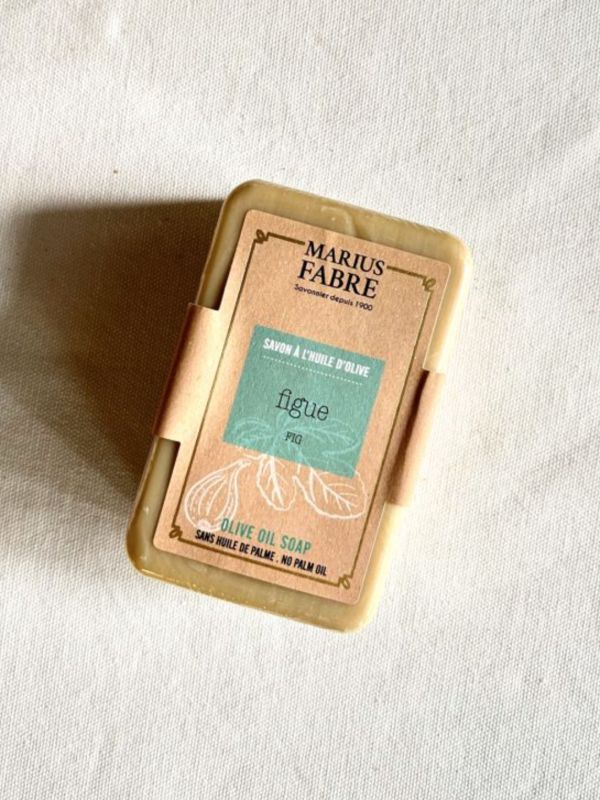 MARIUS
FABRE
Savonnier depuis 1900
SAVON À L'HUILE D'OLIVE
figue
FIG
OLIVE OIL SOAP
SANS HUILE DE PALME . NO PALM OIL